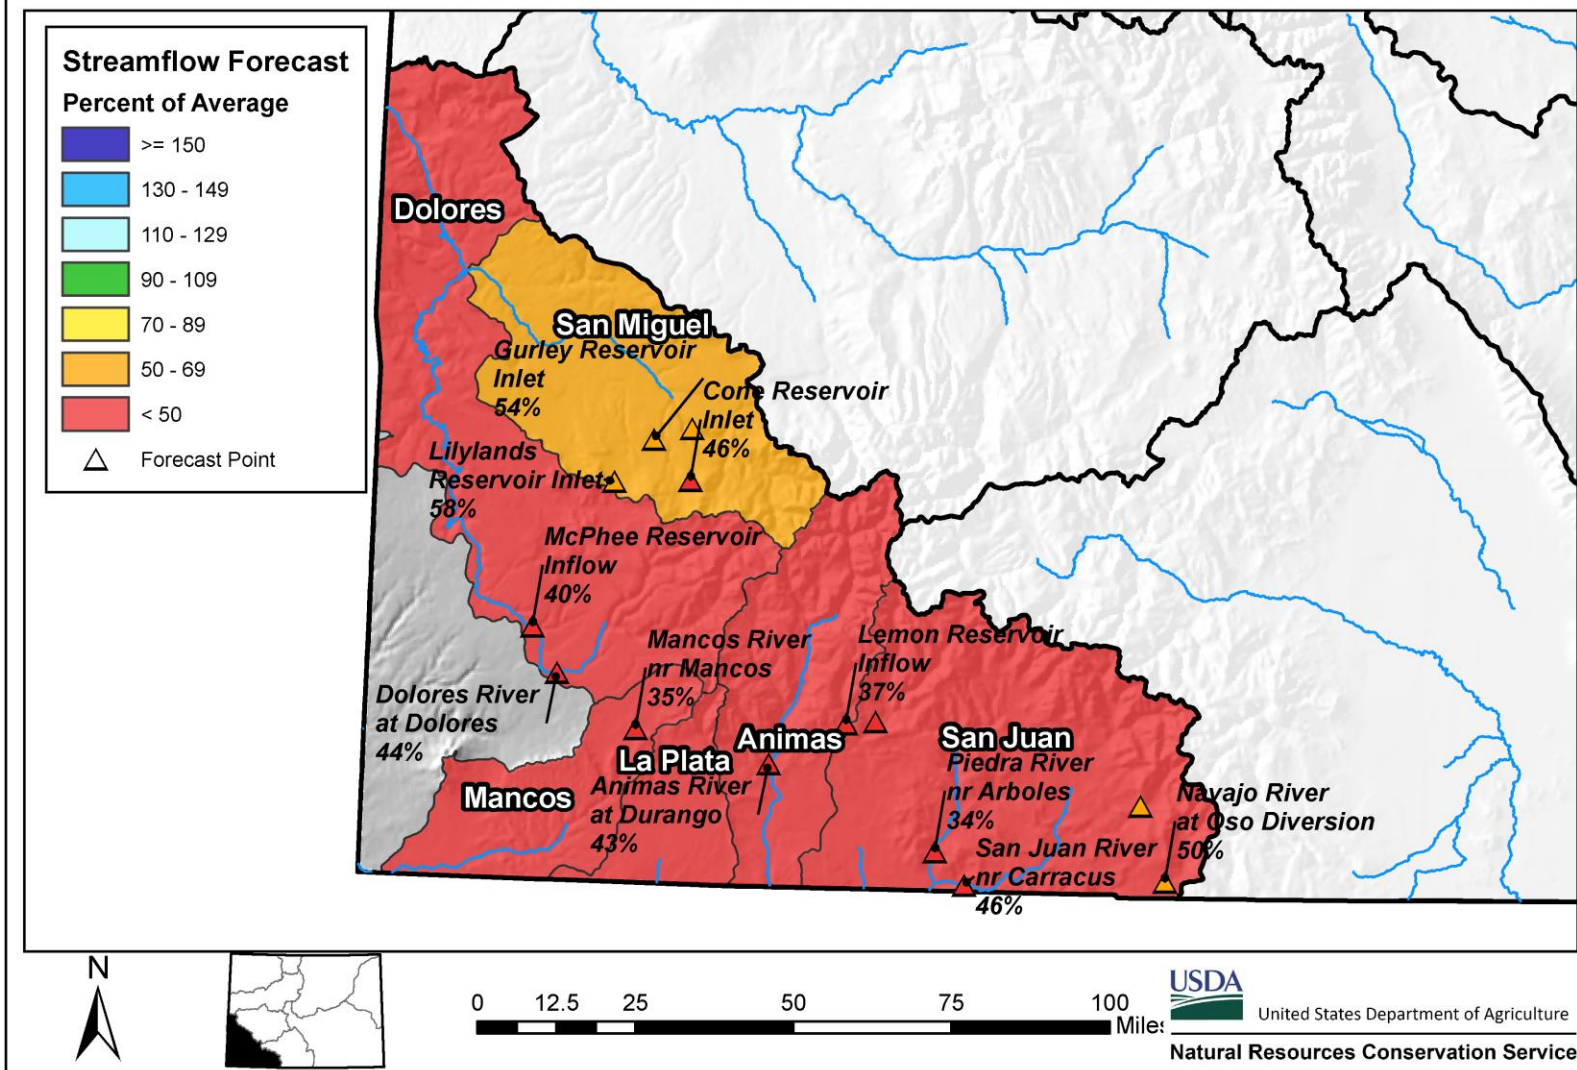 Streamflow Forecast
Percent of Average
>= 150
130 - 149
110 - 129
90 - 109
70 - 89
50 - 69
< 50
Forecast Point
Dolores
San Miguel
Gurley Reservoir
Inlet
54%
Cone Reservoir
Inlet
46%
Lilylands
Reservoir Inlet
58%
McPhee Reservoir
Inflow
40%
Mancos River
nr Mancos
35%
Lemon Reservoir
Inflow
37%
Dolores River
at Dolores
44%
La Plata
Animas
San Juan
Mancos
Animas River
at Durango
43%
Piedra River
nr Arboles
34%
Navajo River
at Oso Diversion
50%
San Juan River
nr Carracus
46%
N
0 12.5 25 50 75 100
Miles
USDA
United States Department of Agriculture
Natural Resources Conservation Service